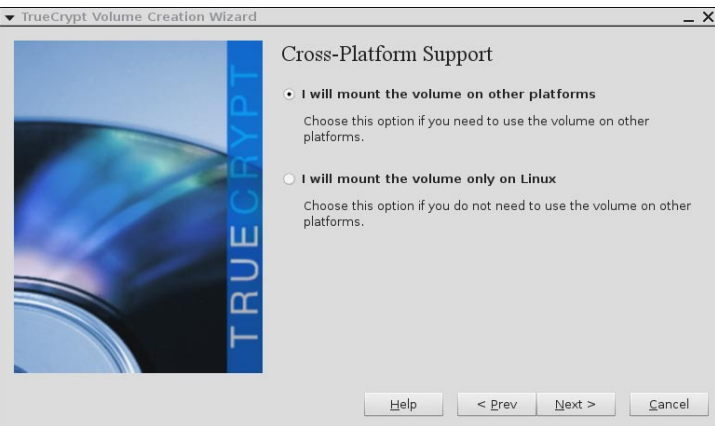 TrueCrypt Volume Creation Wizard
TRUECRYPT
Cross-Platform Support
I will mount the volume on other platforms
Choose this option if you need to use the volume on other
platforms.
I will mount the volume only on Linux
Choose this option if you do not need to use the volume on other
platforms.
Help
< Prev
Next >
Cancel